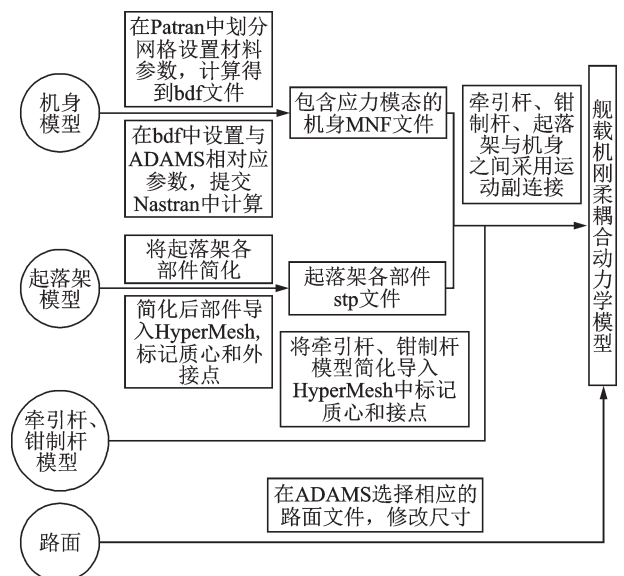 在Patran中划分
网格设置材料
参数，计算得
到bdf文件
机身
模型
包含应力模态的
机身MNF文件
在bdf中设置与
ADAMS相对应
参数，提交
Nastran中计算
牵引杆、钳
制杆、起落
架与机身
之间采用运
动副连接
舰载机刚柔耦合动力学模型
将起落架各
部件简化
起落架
模型
起落架各部件
stp文件
简化后部件导
入HyperMesh,
标记质心和外
接点
将牵引杆、钳制杆
模型简化导入
HyperMesh中标记
质心和接点
牵引杆、
钳制杆
模型
在ADAMS选择相应的
路面文件，修改尺寸
路面